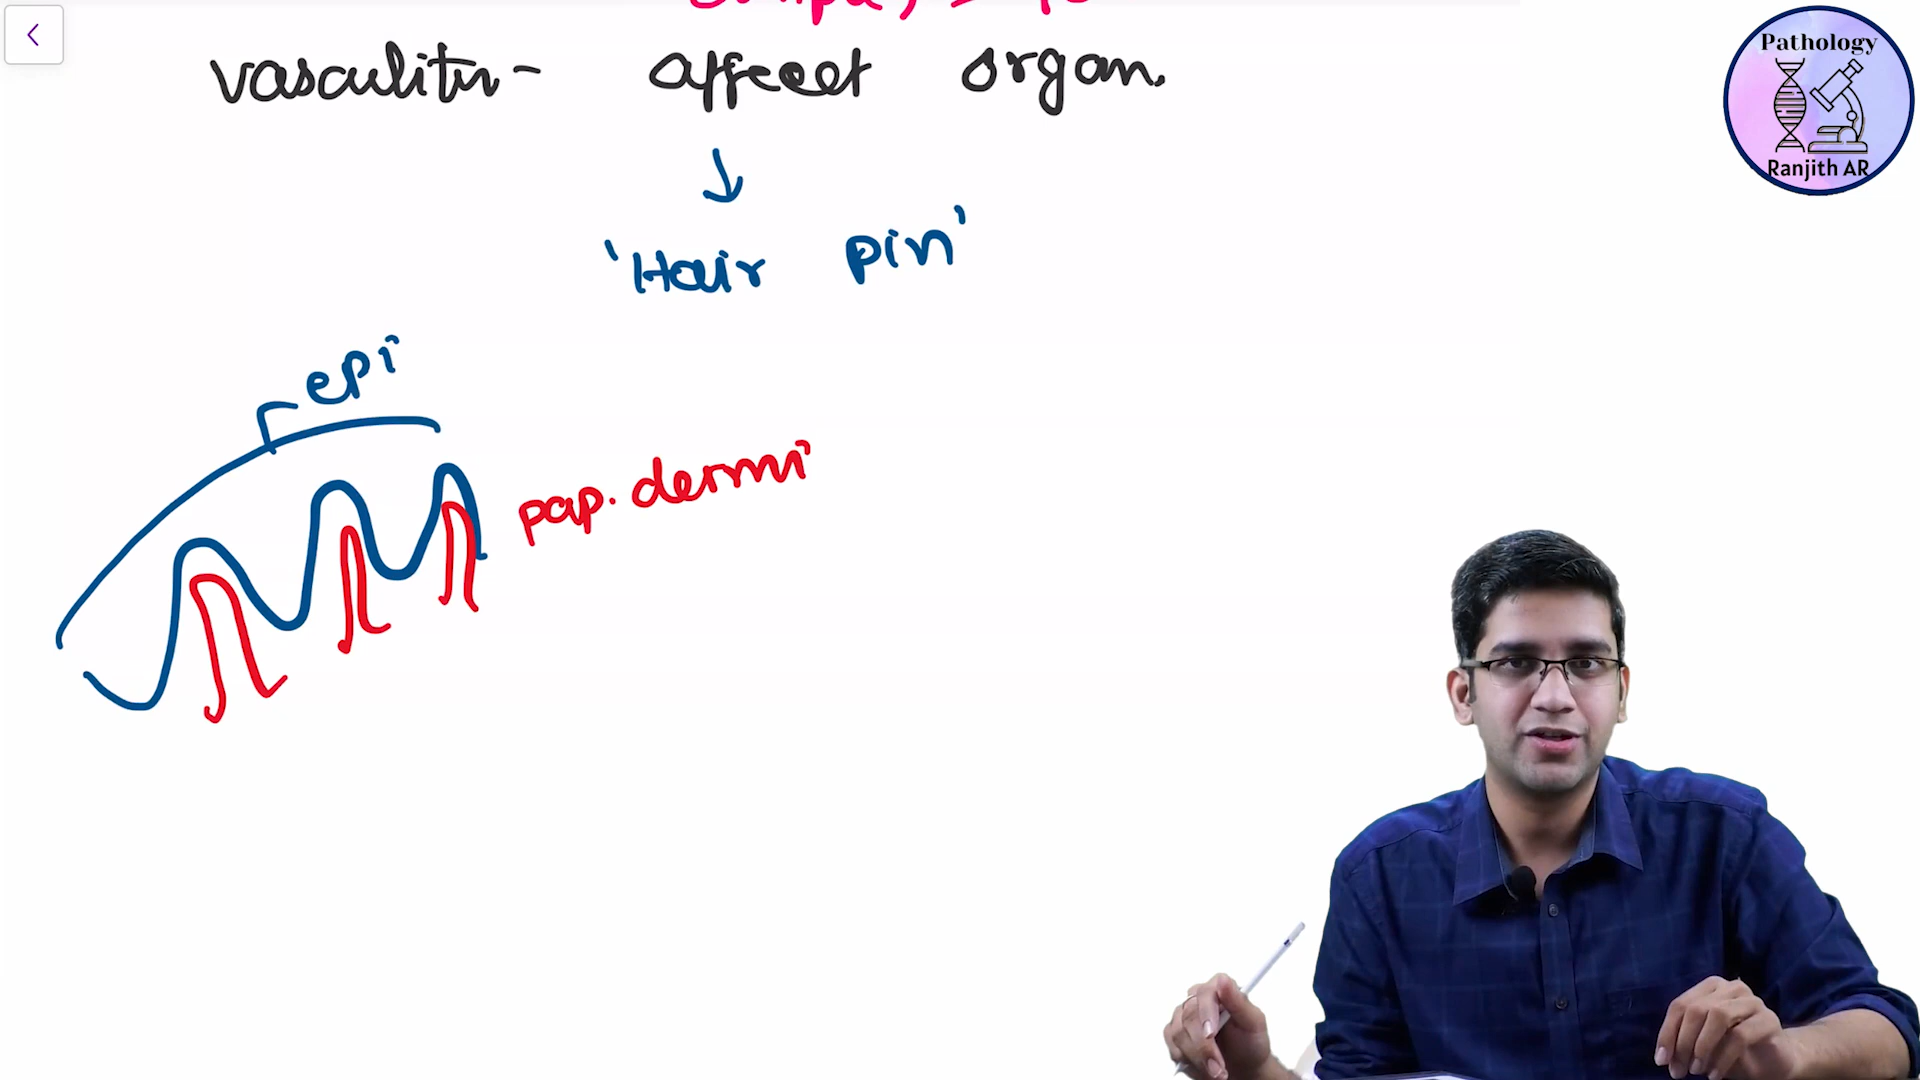 vasculitis - affect organ.
'Hair pin'
epi
pap. dermis
Pathology
Ranjith AR